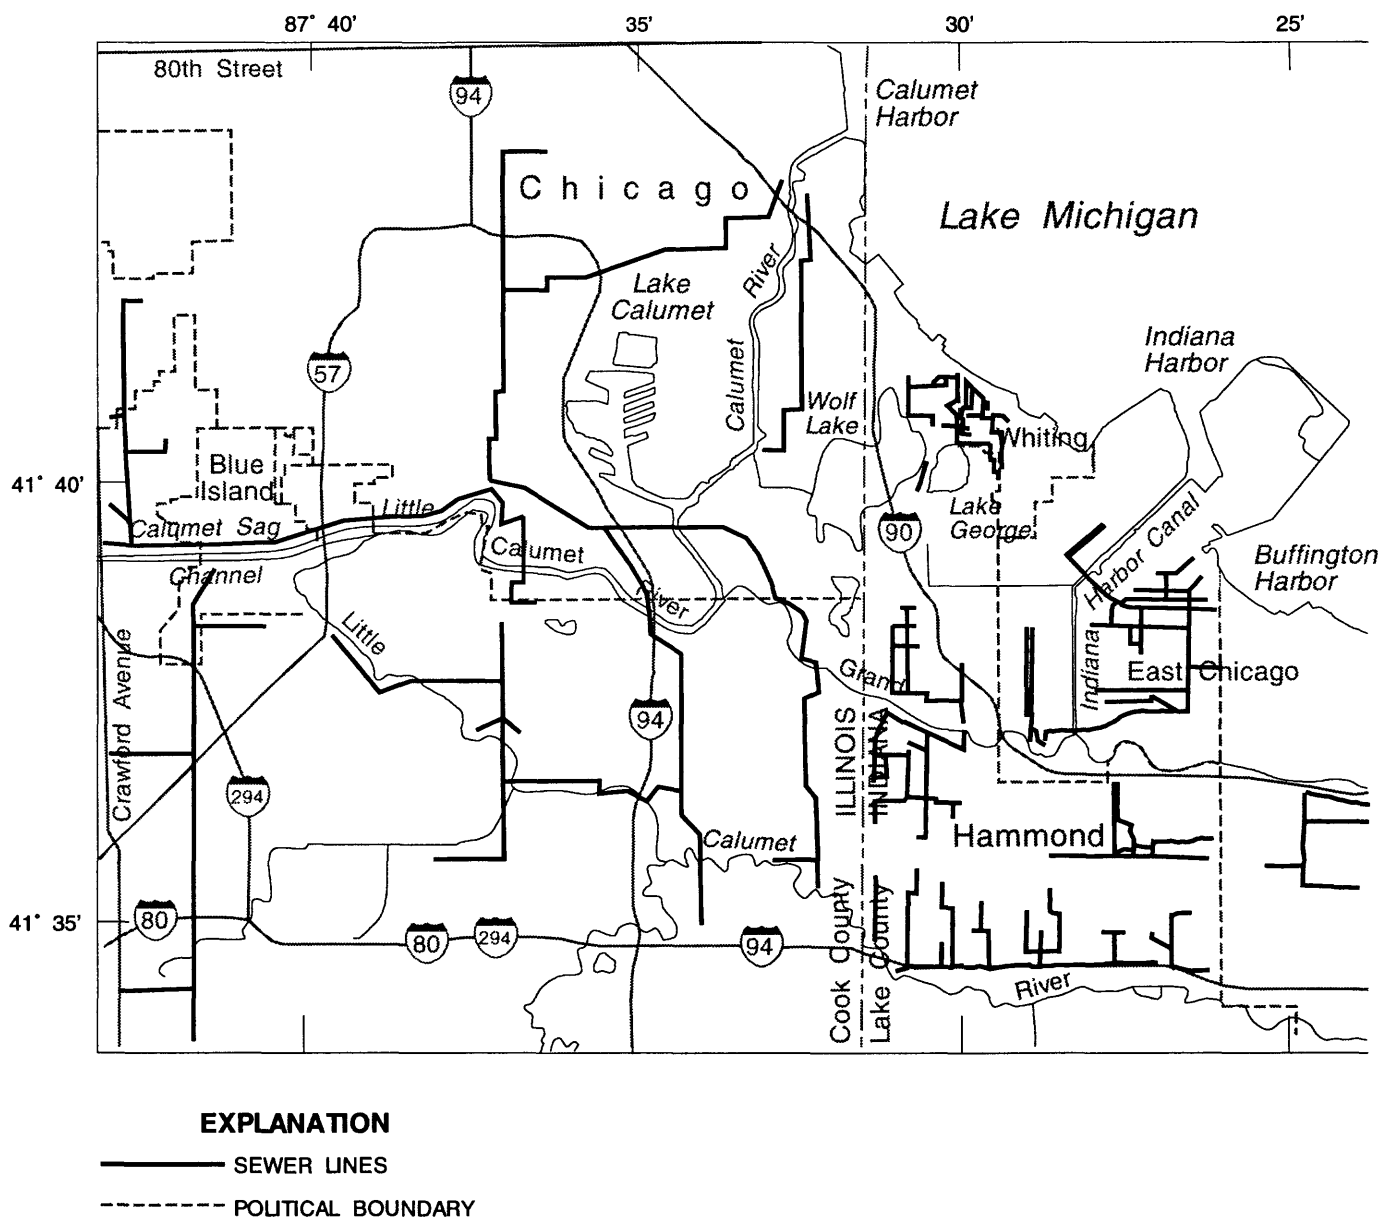 87° 40'
35'
30'
25'
80th Street
94
Calumet
Harbor
Chicago
Lake Michigan
River
Lake
Calumet
Indiana
Harbor
57
Calumet
Wolf
Lake
Whiting
Blue
Island
41° 40'
Little
Lake
George
Calumet Sag
90
Harbor Canal
Calumet
Buffington
Harbor
Channel
River
Little
Crawford Avenue
Grand
Indiana
East Chicago
94
ILLINOIS
INDIANA
294
Hammond
Calumet
41° 35'
80
80
294
94
Cook County
Lake County
River
EXPLANATION
SEWER LINES
POLITICAL BOUNDARY